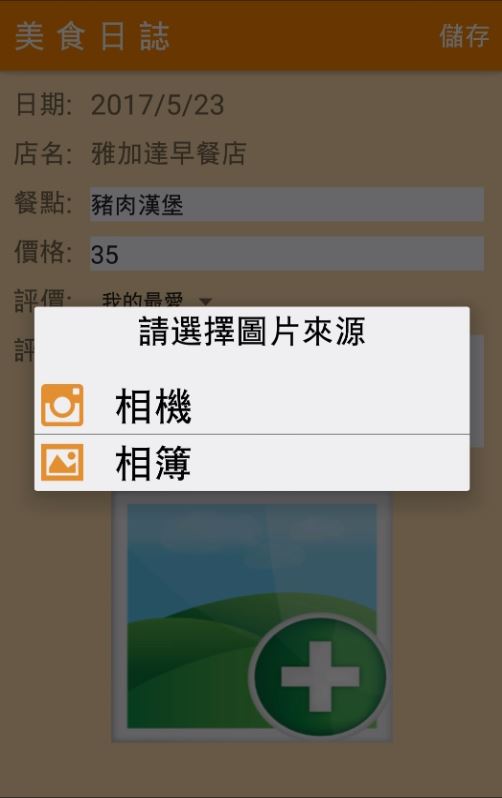 美食日誌 儲存
日期: 2017/5/23
店名: 雅加達早餐店
餐點: 豬肉漢堡
價格: 35
評價: 我的最愛
評
請選擇圖片來源
相機
相簿